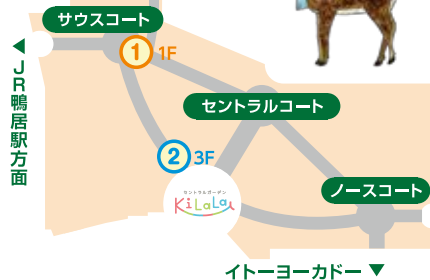 サウスコート
1 1F
◀JR鴨居駅方面
セントラルコート
2 3F
セントラルガーデン
KiLaLa
ノースコート
イトーヨーカドー▼